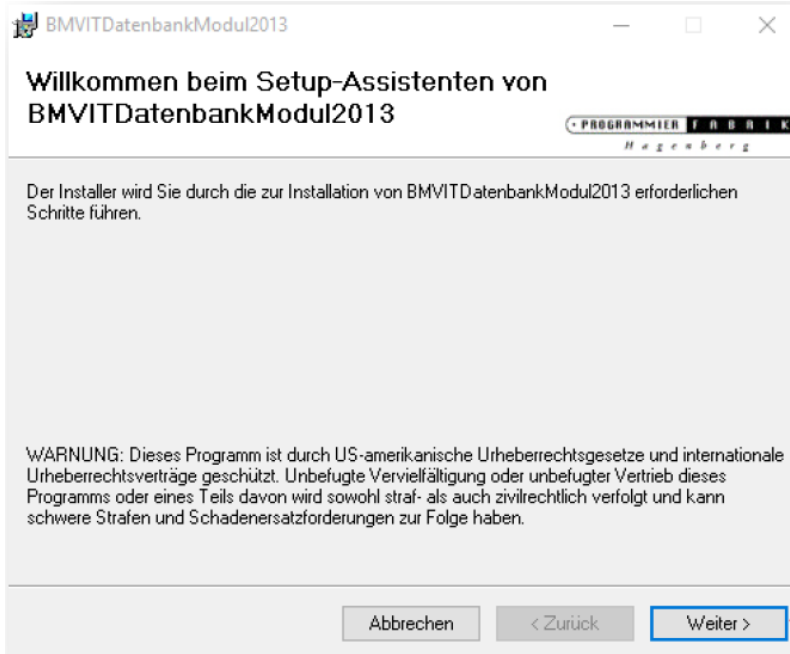 BMVITDatenbankModul2013
Willkommen beim Setup-Assistenten von
BMVITDatenbankModul2013
PROGRAMMIER FABRIK
Hagenberg
Der Installer wird Sie durch die zur Installation von BMVITDatenbankModul2013 erforderlichen
Schritte führen.
WARNUNG: Dieses Programm ist durch US-amerikanische Urheberrechtsgesetze und internationale
Urheberrechtsverträge geschützt. Unbefugte Vervielfältigung oder unbefugter Vertrieb dieses
Programms oder eines Teils davon wird sowohl straf- als auch zivilrechtlich verfolgt und kann
schwere Strafen und Schadenersatzforderungen zur Folge haben.
Abbrechen < Zurück Weiter >